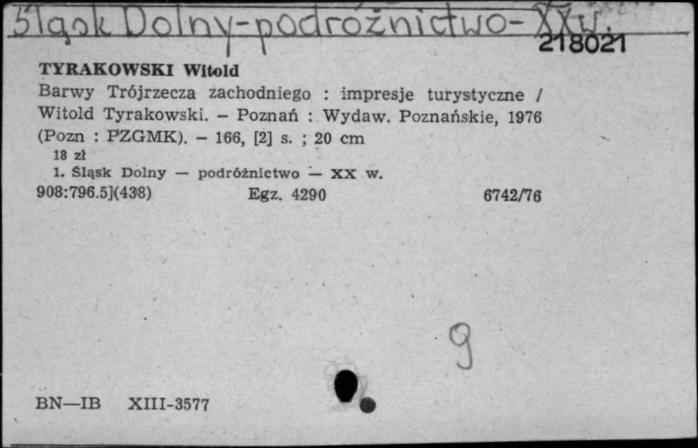 Śląsk Dolny-podróżnictwo-XX w.
218021
TYRAKOWSKI Witold
Barwy Trójrzecza zachodniego : impresje turystyczne /
Witold Tyrakowski. — Poznań : Wydaw. Poznańskie, 1976
(Pozn : PZGMK). — 166, [2] s. ; 20 cm
18 zł
1. Śląsk Dolny — podróżnictwo — XX w.
908:796.5](438) Egz. 4290 6742/76
g
BN—IB XIII-3577